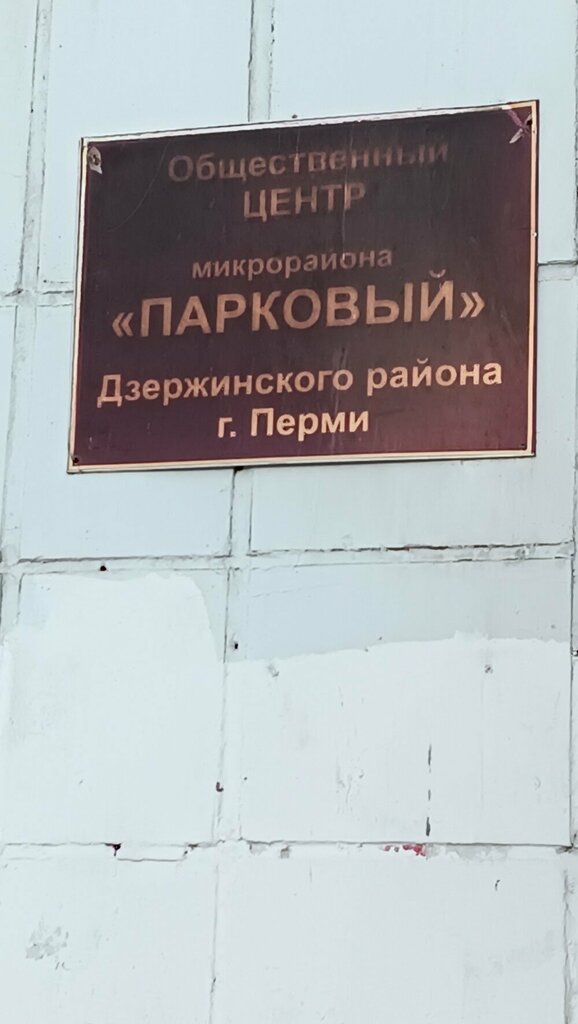 Общественный
ЦЕНТР
микрорайона
«ПАРКОВЫЙ»
Дзержинского района
г. Перми